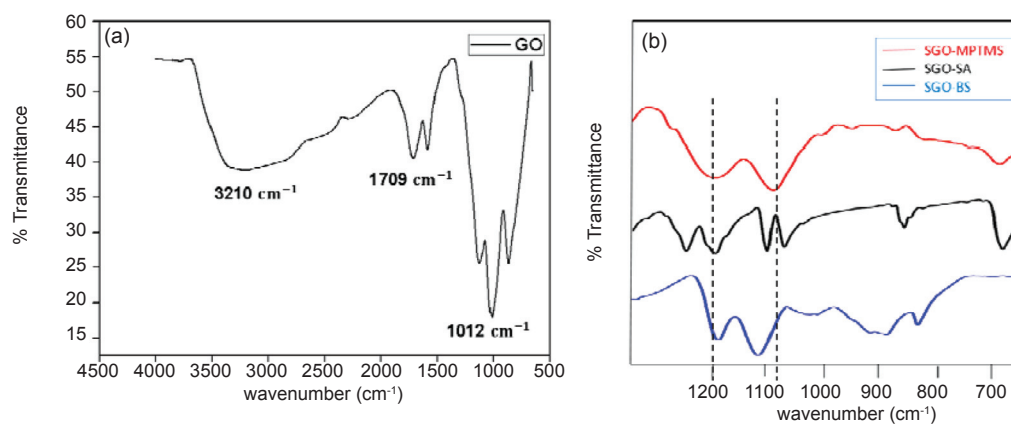 (a)
GO
% Transmittance
60
55
50
45
40
35
30
25
20
15
3210 cm⁻¹
1709 cm⁻¹
1012 cm⁻¹
4500 4000 3500 3000 2500 2000 1500 1000 500
wavenumber (cm⁻¹)
(b)
SGO-MPTMS
SGO-SA
SGO-BS
% Transmittance
1200 1100 1000 900 800 700
wavenumber (cm⁻¹)